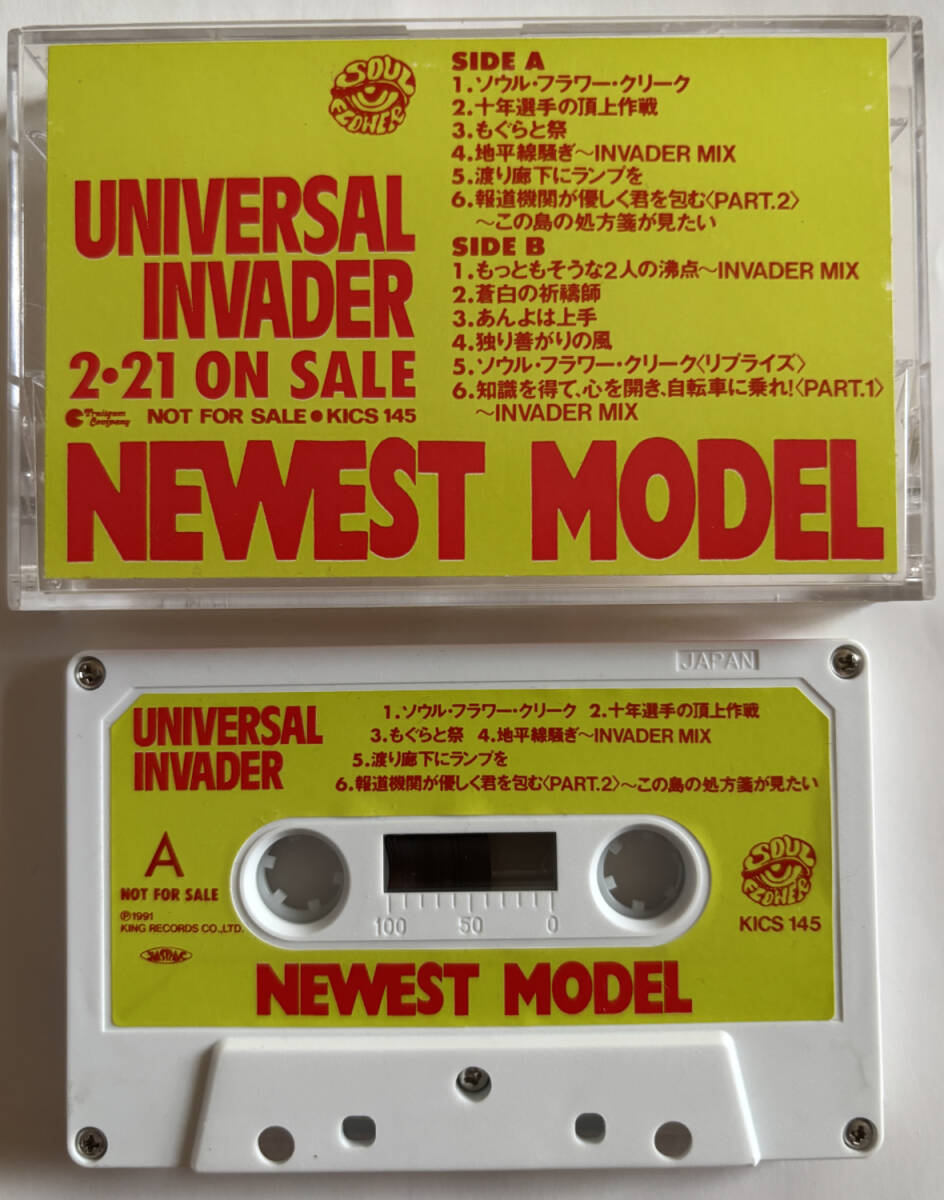 SOUL
FLOWER
UNIVERSAL
INVADER
2•21 ON SALE
Fruitgum
Company
NOT FOR SALE●KICS 145
SIDE A
1.ソウル・フラワー・クリーク
2.十年選手の頂上作戦
3.もぐらと祭
4.地平線騒ぎ〜INVADER MIX
5.渡り廊下にランプを
6.報道機関が優しく君を包む〈PART.2〉
〜この島の処方箋が見たい
SIDE B
1.もっともそうな2人の沸点〜INVADER MIX
2.蒼白の祈禱師
3.あんよは上手
4.独り善がりの風
5.ソウル・フラワー・クリーク〈リプライズ〉
6.知識を得て、心を開き、自転車に乗れ!〈PART.1〉
〜INVADER MIX
NEWEST MODEL
JAPAN
UNIVERSAL
INVADER
1.ソウル・フラワー・クリーク 2.十年選手の頂上作戦
3.もぐらと祭 4.地平線騒ぎ〜INVADER MIX
5.渡り廊下にランプを
6.報道機関が優しく君を包む〈PART.2〉〜この島の処方箋が見たい
A
NOT FOR SALE
℗1991
KING RECORDS CO.,LTD.
JASRAC
100 50 0
SOUL
FLOWER
KICS 145
NEWEST MODEL